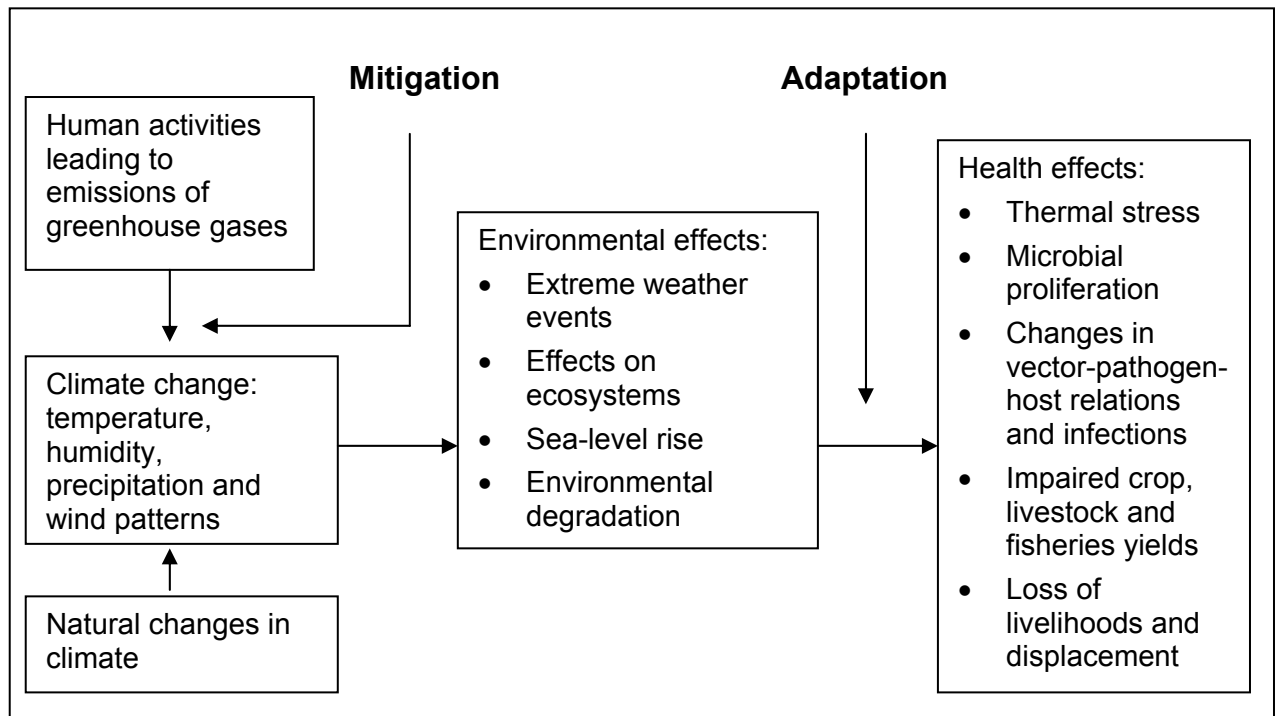 Mitigation
Adaptation
Human activities
leading to
emissions of
greenhouse gases
Climate change:
temperature,
humidity,
precipitation and
wind patterns
Natural changes in
climate
Environmental effects:
• Extreme weather
events
• Effects on
ecosystems
• Sea-level rise
• Environmental
degradation
Health effects:
• Thermal stress
• Microbial
proliferation
• Changes in
vector-pathogen-
host relations
and infections
• Impaired crop,
livestock and
fisheries yields
• Loss of
livelihoods and
displacement